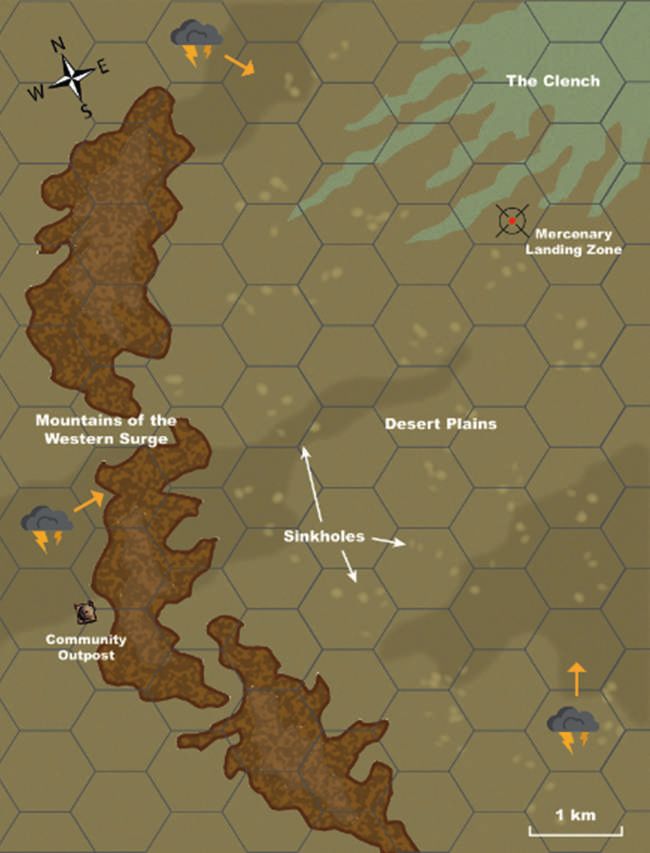 N
E
W
S
The Clench
Mercenary
Landing Zone
Mountains of the
Western Surge
Desert Plains
Sinkholes
Community
Outpost
1 km